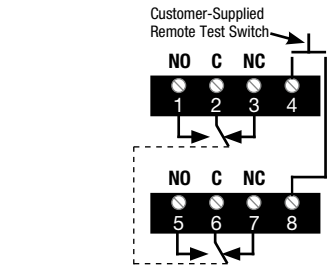 Customer-Supplied
Remote Test Switch
NO C NC
1 2 3 4
NO C NC
5 6 7 8